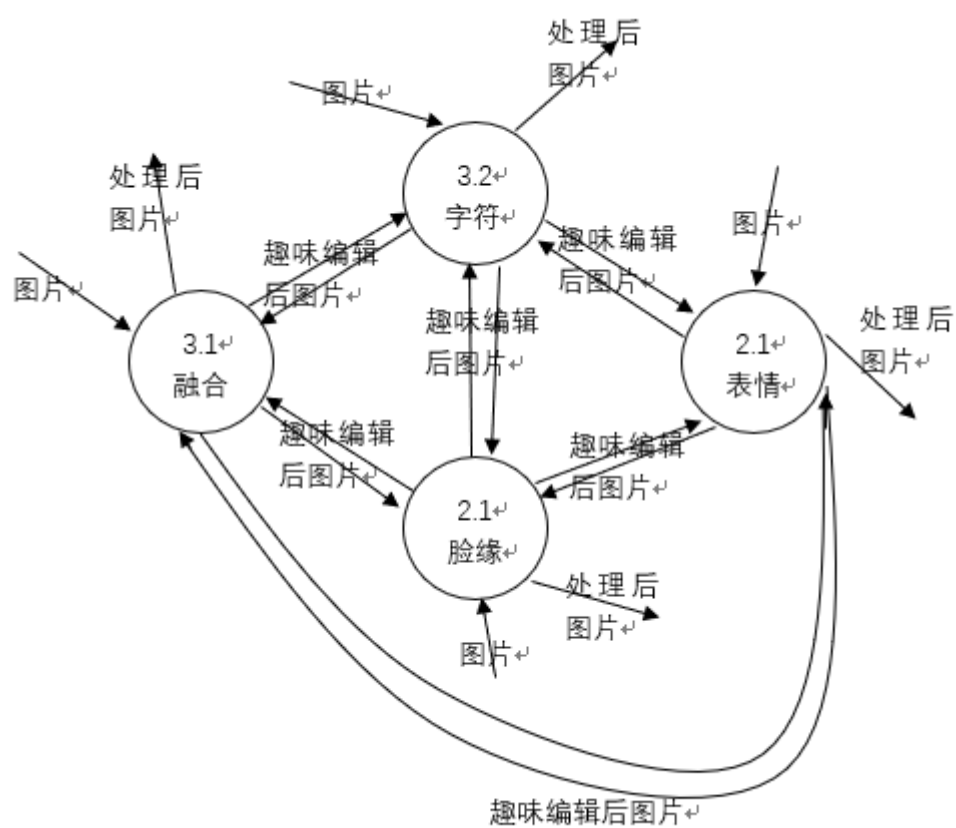 处理后
图片
图片
3.2
字符
处理后
图片
图片
趣味编辑
后图片
趣味编辑
后图片
图片
3.1
融合
趣味编辑
后图片
2.1
表情
处理后
图片
趣味编辑
后图片
趣味编辑
后图片
2.1
脸缘
处理后
图片
图片
趣味编辑后图片